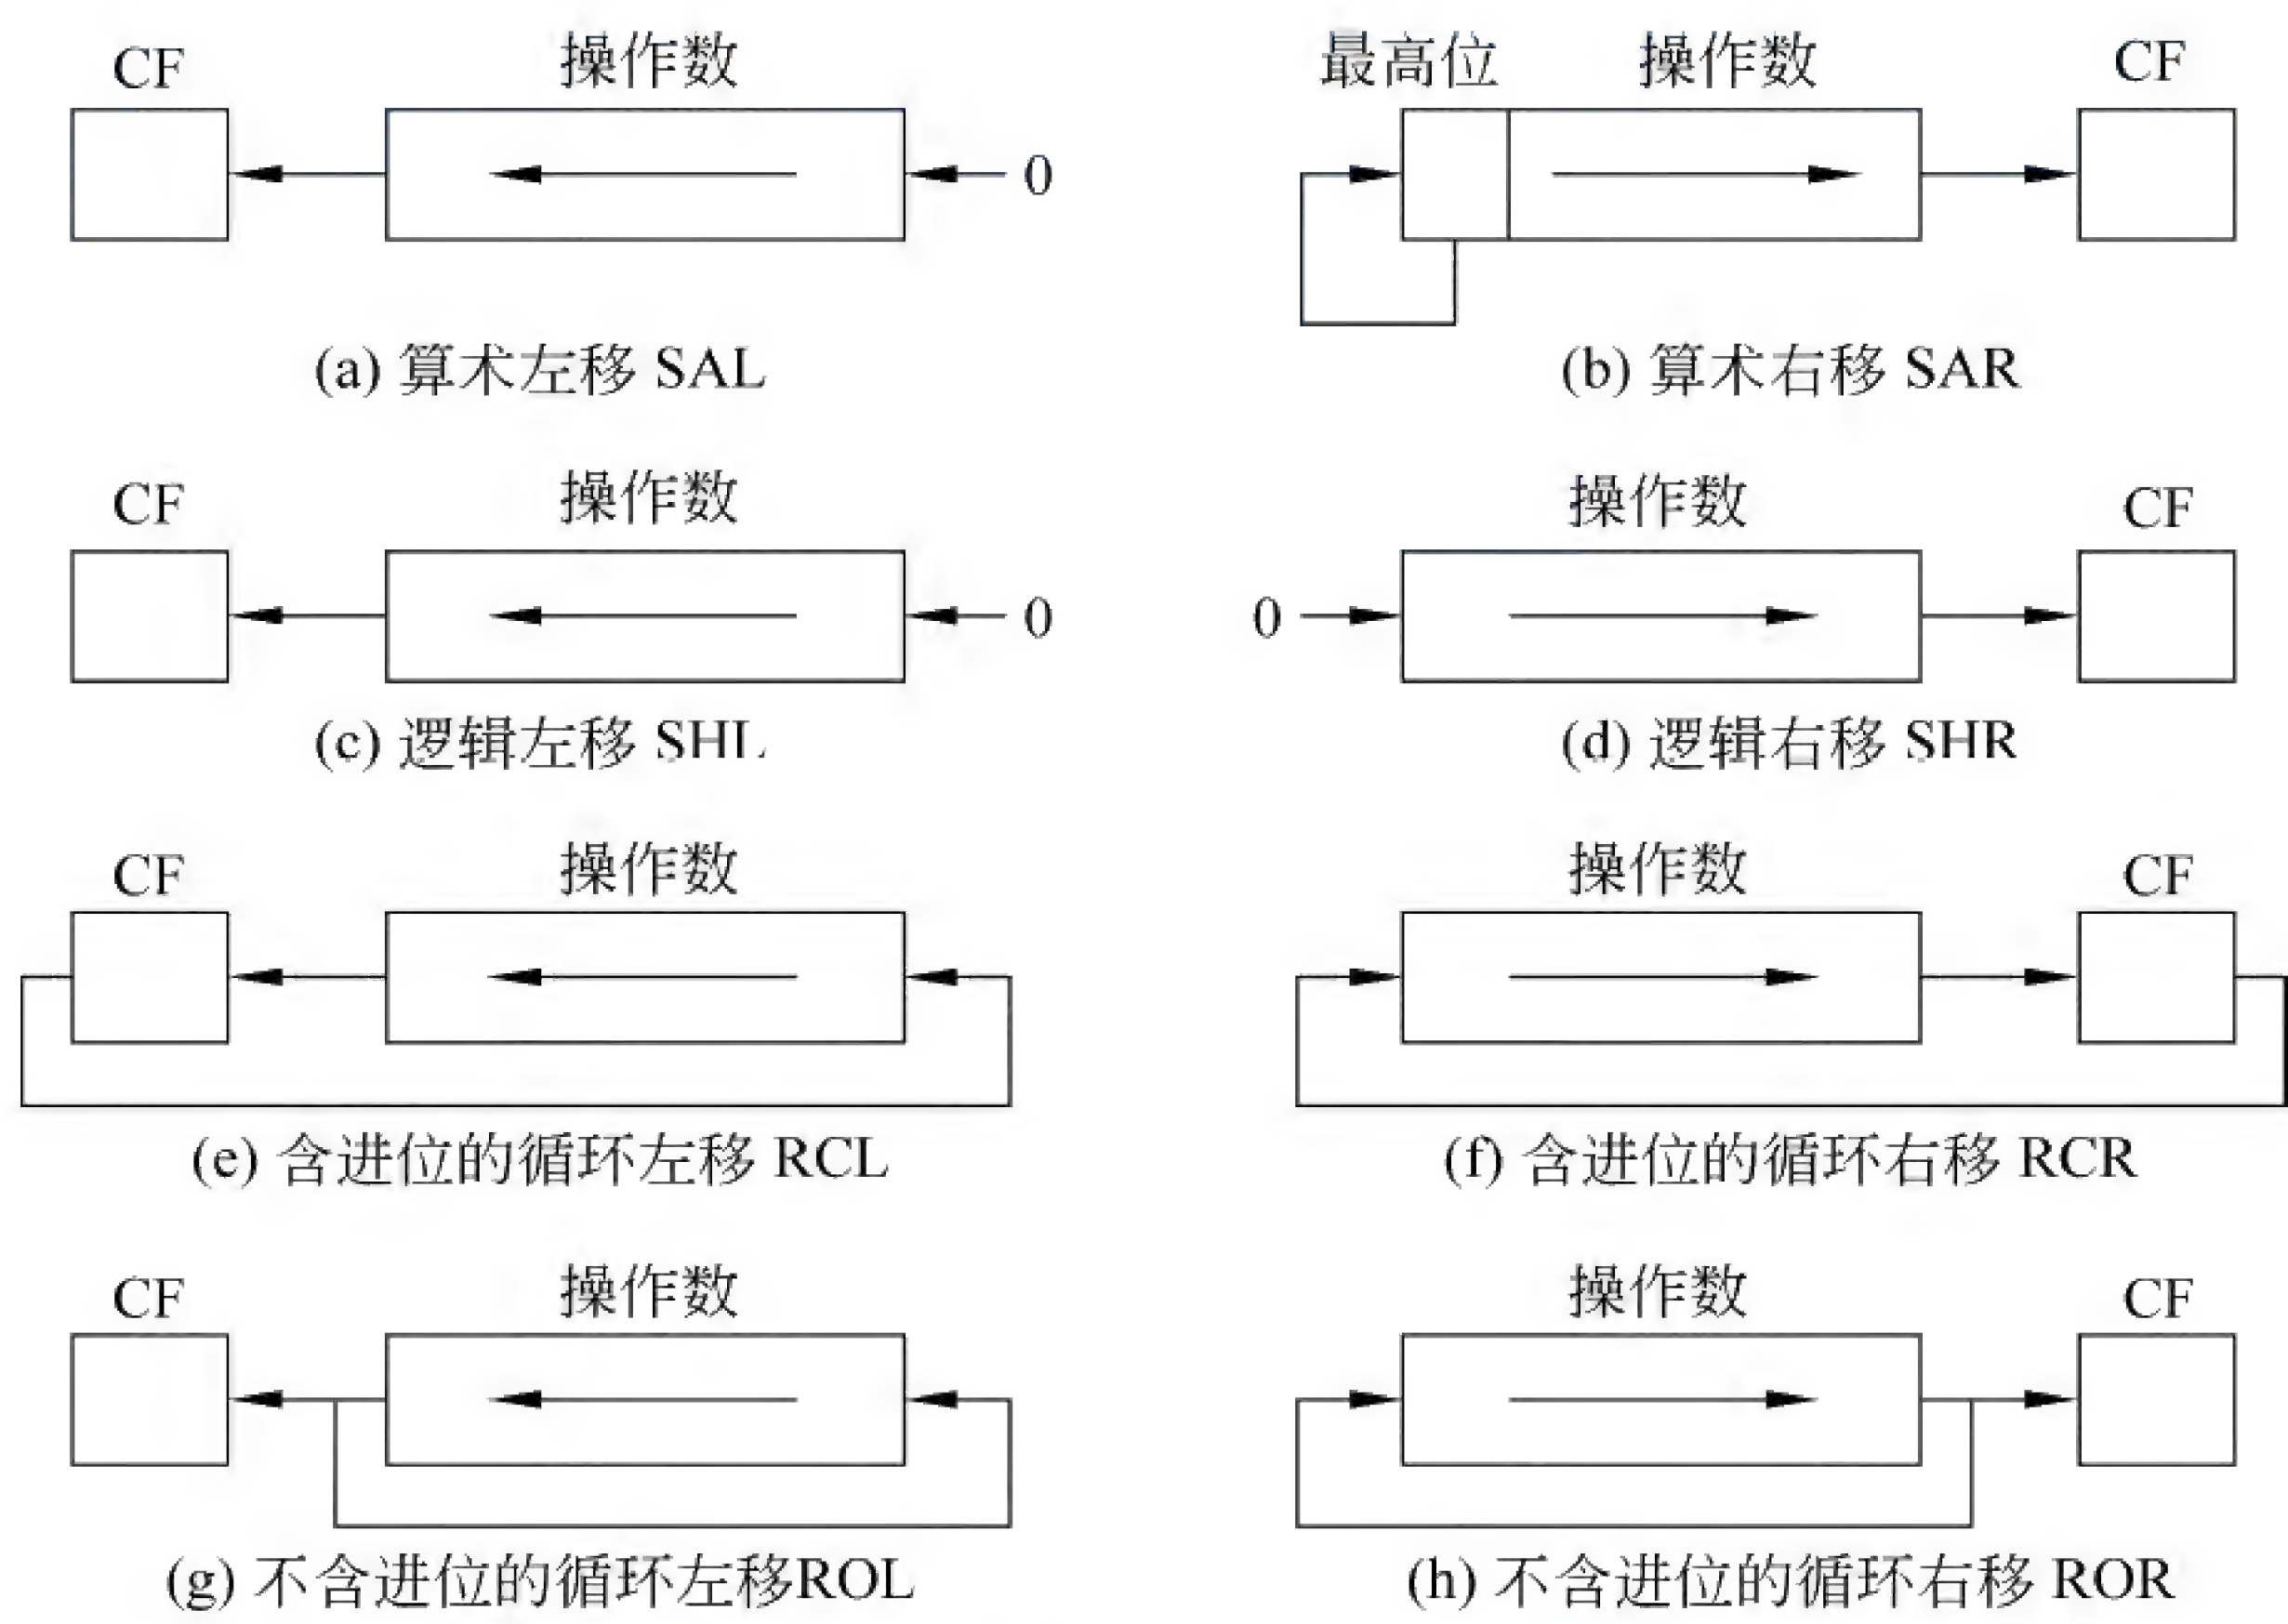 CF 操作数
0
(a) 算术左移 SAL
最高位 操作数 CF
(b) 算术右移 SAR
CF 操作数
0
(c) 逻辑左移 SHL
操作数 CF
0
(d) 逻辑右移 SHR
CF 操作数
(e) 含进位的循环左移 RCL
操作数 CF
(f) 含进位的循环右移 RCR
CF 操作数
(g) 不含进位的循环左移ROL
操作数 CF
(h) 不含进位的循环右移 ROR